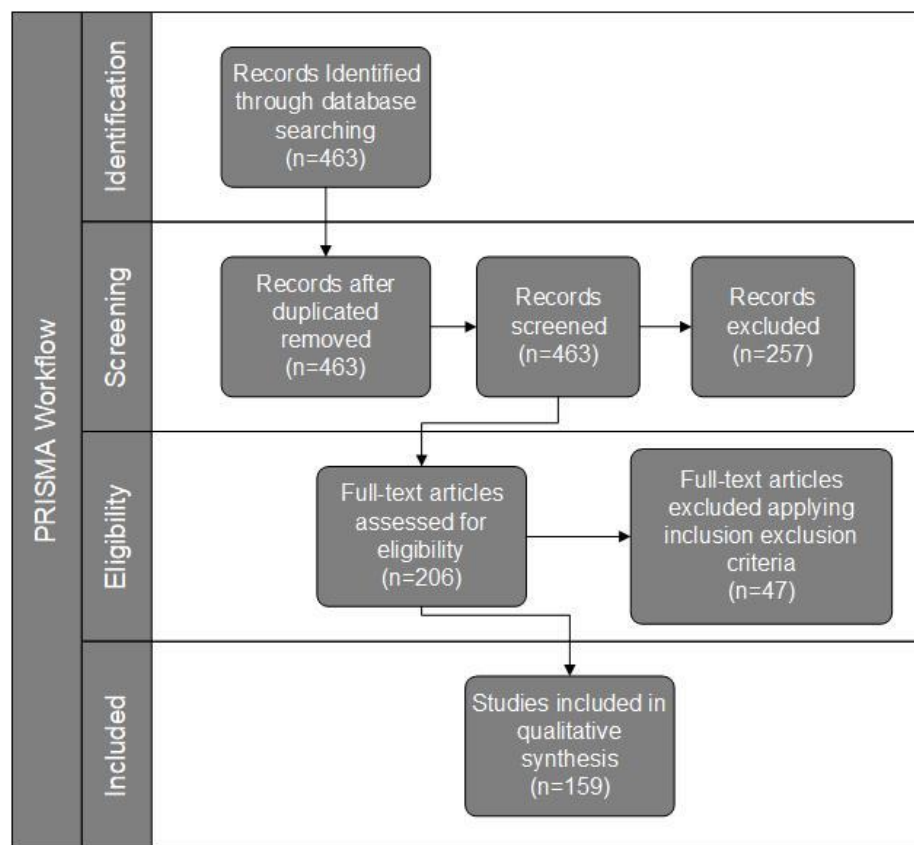 PRISMA Workflow
Identification
Records Identified
through database
searching
(n=463)
Screening
Records after
duplicated
removed
(n=463)
Records
screened
(n=463)
Records
excluded
(n=257)
Eligibility
Full-text articles
assessed for
eligibility
(n=206)
Full-text articles
excluded applying
inclusion exclusion
criteria
(n=47)
Included
Studies included in
qualitative
synthesis
(n=159)